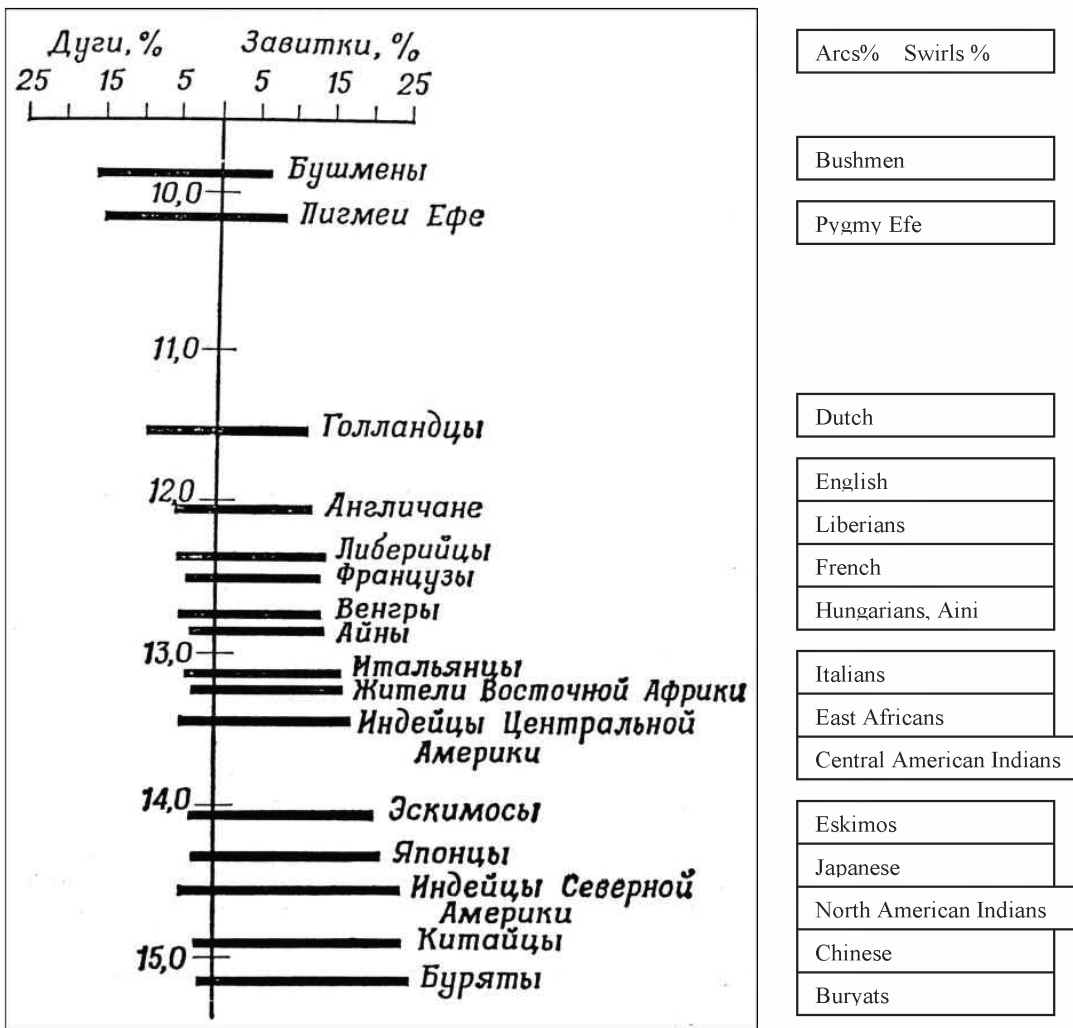 Дуги, % Завитки, %
25 15 5 5 15 25
Бушмены
10,0
Пигмеи Ефе
11,0
Голландцы
12,0
Англичане
Либерийцы
Французы
Венгры
Айны
13,0
Итальянцы
Жители Восточной Африки
Индейцы Центральной
Америки
14,0
Эскимосы
Японцы
Индейцы Северной
Америки
Китайцы
15,0
Буряты
Arcs% Swirls %
Bushmen
Pygmy Efe
Dutch
English
Liberians
French
Hungarians, Aini
Italians
East Africans
Central American Indians
Eskimos
Japanese
North American Indians
Chinese
Buryats